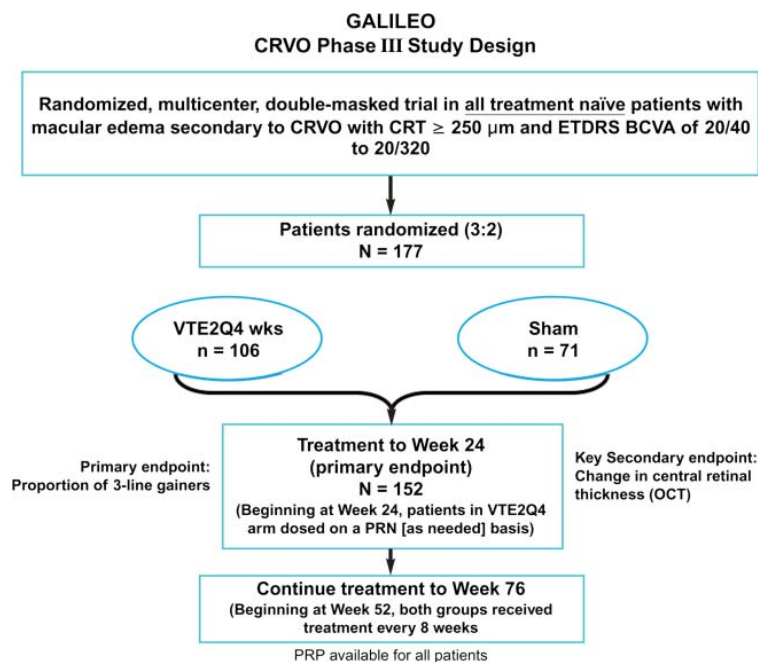 GALILEO
CRVO Phase III Study Design
Randomized, multicenter, double-masked trial in all treatment naïve patients with
macular edema secondary to CRVO with CRT ≥ 250 μm and ETDRS BCVA of 20/40
to 20/320
Patients randomized (3:2)
N = 177
VTE2Q4 wks
n = 106
Sham
n = 71
Primary endpoint:
Proportion of 3-line gainers
Treatment to Week 24
(primary endpoint)
N = 152
(Beginning at Week 24, patients in VTE2Q4
arm dosed on a PRN [as needed] basis)
Key Secondary endpoint:
Change in central retinal
thickness (OCT)
Continue treatment to Week 76
(Beginning at Week 52, both groups received
treatment every 8 weeks
PRP available for all patients